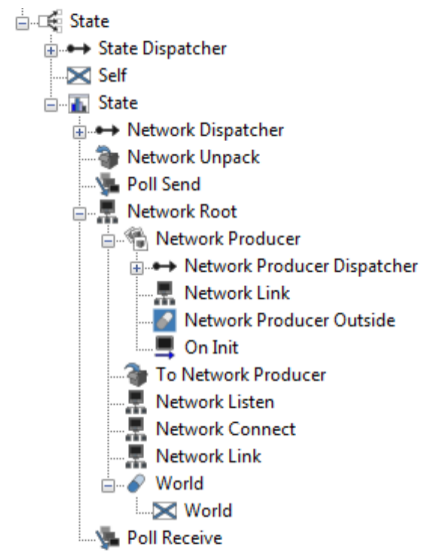 State
State Dispatcher
Self
State
Network Dispatcher
Network Unpack
Poll Send
Network Root
Network Producer
Network Producer Dispatcher
Network Link
Network Producer Outside
On Init
To Network Producer
Network Listen
Network Connect
Network Link
World
World
Poll Receive